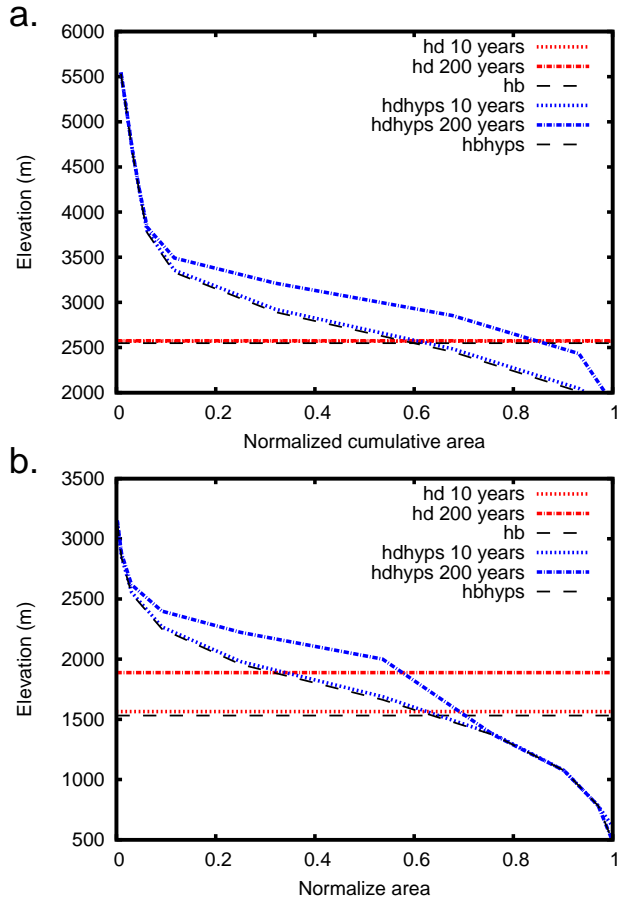 a.
6000
5500
5000
4500
4000
3500
3000
2500
2000
Elevation (m)
hd 10 years
hd 200 years
hb
hdhyps 10 years
hdhyps 200 years
hbhyps
0 0.2 0.4 0.6 0.8 1
Normalized cumulative area
b.
3500
3000
2500
2000
1500
1000
500
Elevation (m)
hd 10 years
hd 200 years
hb
hdhyps 10 years
hdhyps 200 years
hbhyps
0 0.2 0.4 0.6 0.8 1
Normalize area